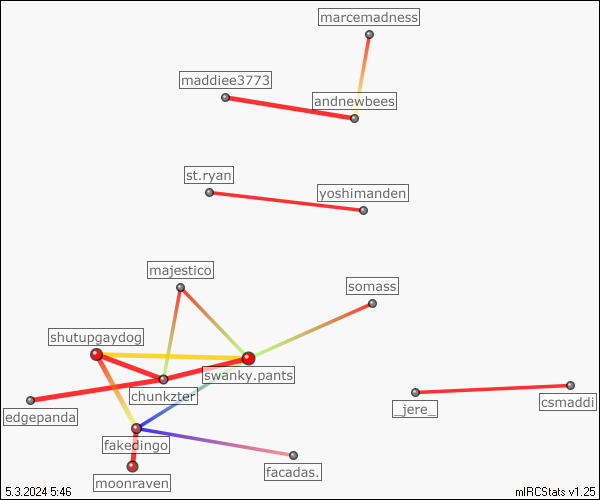 marcemadness
maddiee3773
andnewbees
st.ryan
yoshimanden
majestico
somass
shutupgaydog
swanky.pants
chunkzter
csmaddi
_jere_
edgepanda
fakedingo
facadas.
moonraven
5.3.2024 5:46
mIRCStats v1.25